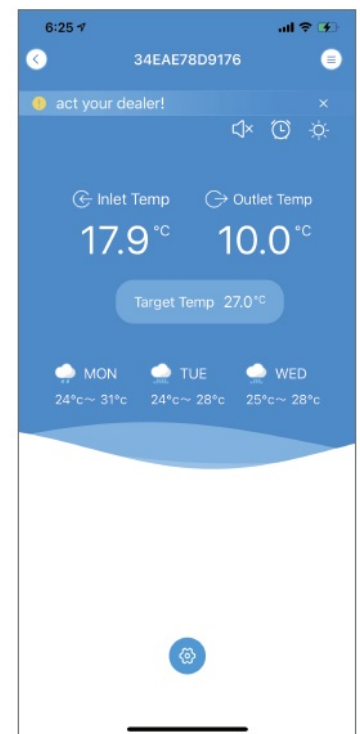 6:25
34EAE78D9176
act your dealer!
Inlet Temp Outlet Temp
17.9°C 10.0°C
Target Temp 27.0°C
MON TUE WED
24°c~ 31°c 24°c~ 28°c 25°c~ 28°c